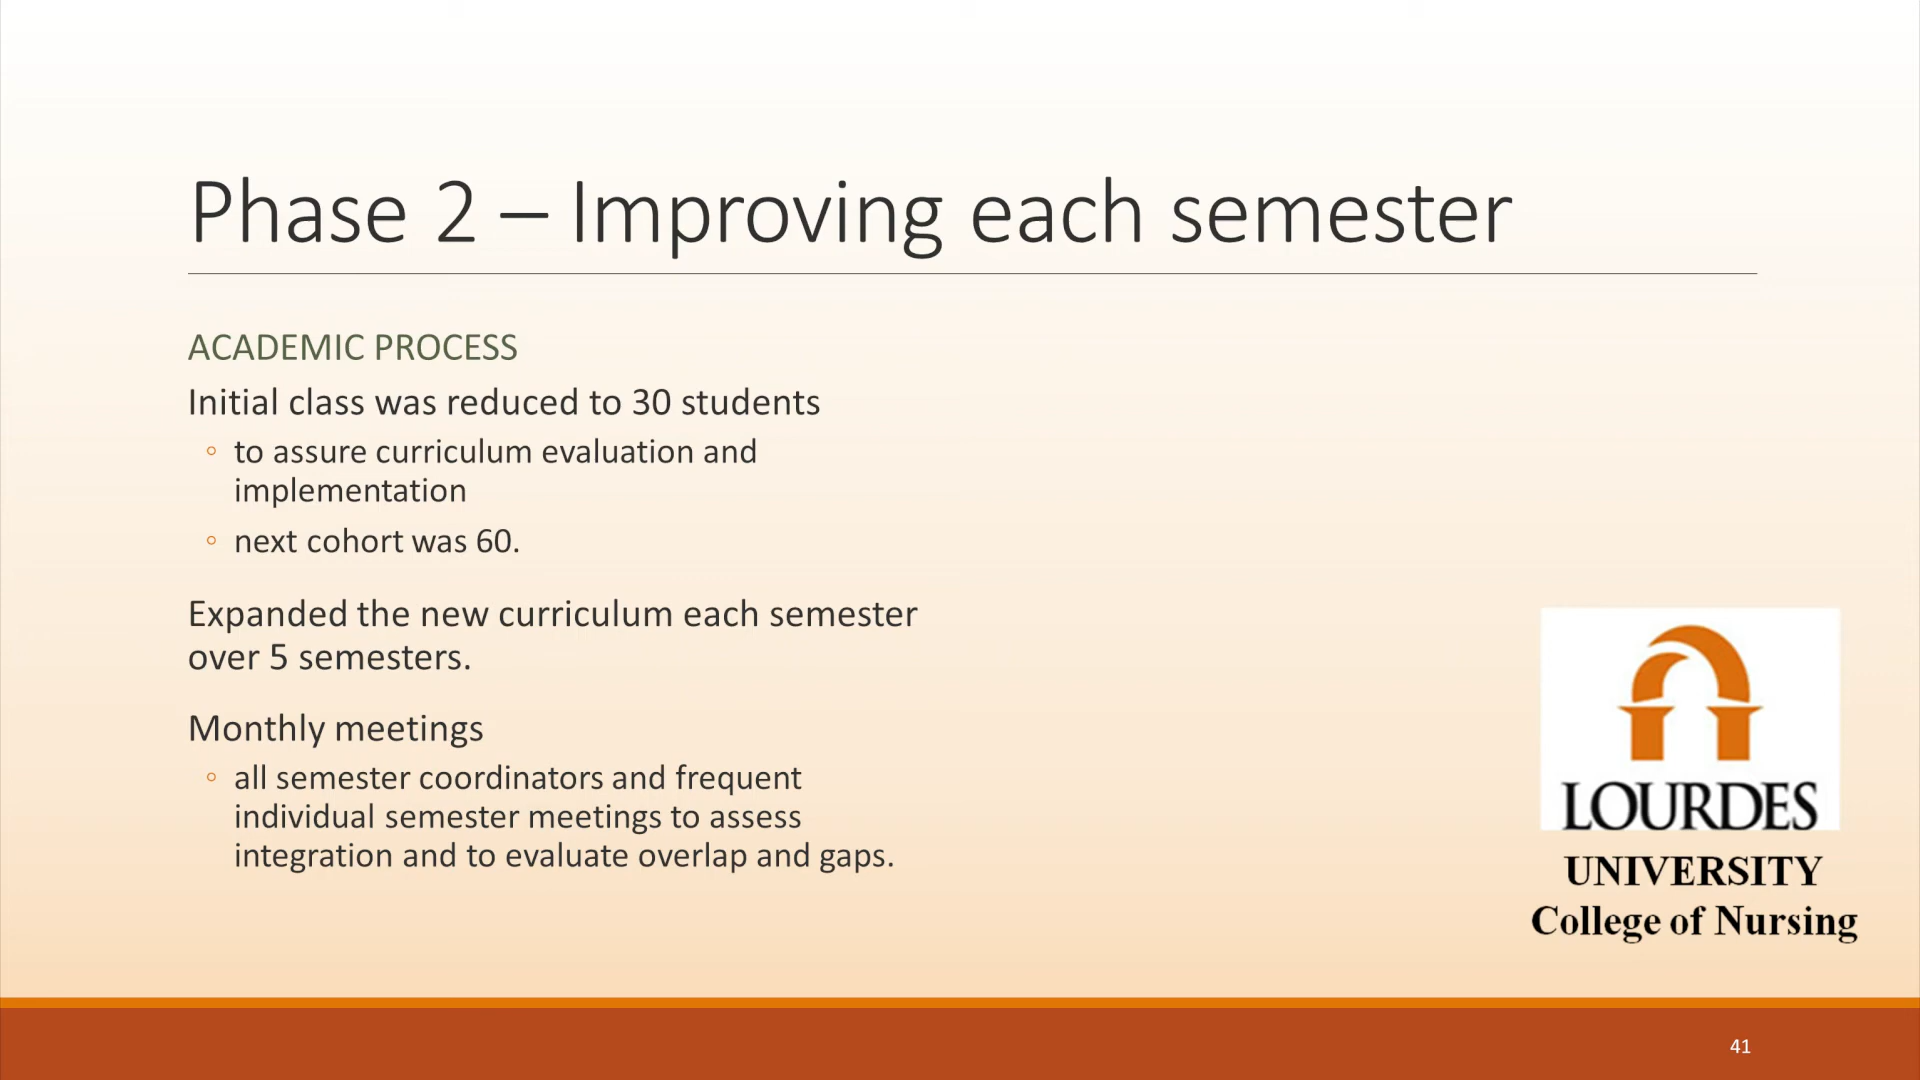 Phase 2 – Improving each semester
ACADEMIC PROCESS
Initial class was reduced to 30 students
◦ to assure curriculum evaluation and
implementation
◦ next cohort was 60.
Expanded the new curriculum each semester
over 5 semesters.
Monthly meetings
◦ all semester coordinators and frequent
individual semester meetings to assess
integration and to evaluate overlap and gaps.
LOURDES
UNIVERSITY
College of Nursing
41